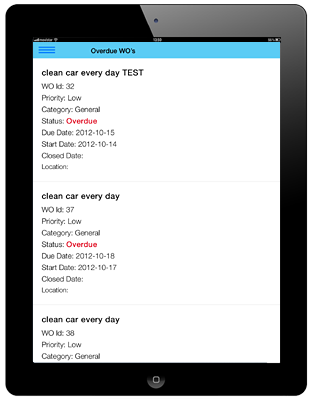 Overdue WO's
clean car every day TEST
WO Id: 32
Priority: Low
Category: General
Status: Overdue
Due Date: 2012-10-15
Start Date: 2012-10-14
Closed Date:
Location:
clean car every day
WO Id: 37
Priority: Low
Category: General
Status: Overdue
Due Date: 2012-10-18
Start Date: 2012-10-17
Closed Date:
Location:
clean car every day
WO Id: 38
Priority: Low
Category: General